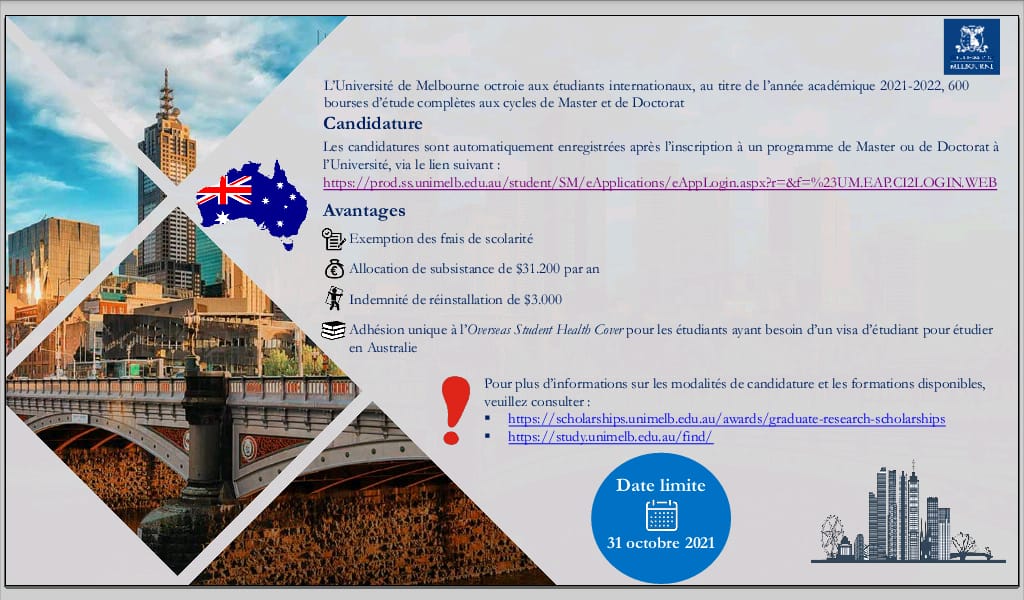 MELBOURNE
L'Université de Melbourne octroie aux étudiants internationaux, au titre de l'année académique 2021-2022, 600
bourses d'étude complètes aux cycles de Master et de Doctorat
Candidature
Les candidatures sont automatiquement enregistrées après l'inscription à un programme de Master ou de Doctorat à
l'Université, via le lien suivant :
https://prod.ss.unimelb.edu.au/student/SM/eApplications/eAppLogin.aspx?r=&f=%23UM.EAP.CI2LOGIN.WEB
Avantages
Exemption des frais de scolarité
Allocation de subsistance de $31.200 par an
Indemnité de réinstallation de $3.000
Adhésion unique à l'Overseas Student Health Cover pour les étudiants ayant besoin d'un visa d'étudiant pour étudier
en Australie
Pour plus d'informations sur les modalités de candidature et les formations disponibles,
veuillez consulter :
▪ https://scholarships.unimelb.edu.au/awards/graduate-research-scholarships
▪ https://study.unimelb.edu.au/find/
Date limite
31 octobre 2021